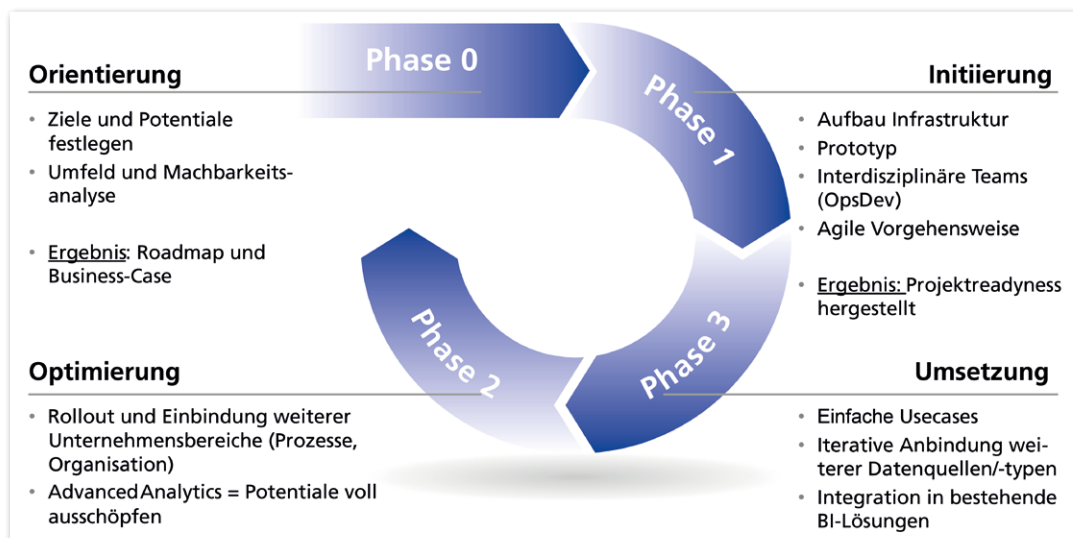 Phase 0
Orientierung
Ziele und Potentiale
festlegen
Umfeld und Machbarkeits-
analyse
Ergebnis: Roadmap und
Business-Case
Phase 1
Initiierung
Aufbau Infrastruktur
Prototyp
Interdisziplinäre Teams
(OpsDev)
Agile Vorgehensweise
Ergebnis: Projektreadyness
hergestellt
Phase 3
Umsetzung
Einfache Usecases
Iterative Anbindung wei-
terer Datenquellen/-typen
Integration in bestehende
BI-Lösungen
Phase 2
Optimierung
Rollout und Einbindung weiterer
Unternehmensbereiche (Prozesse,
Organisation)
Advanced Analytics = Potentiale voll
ausschöpfen